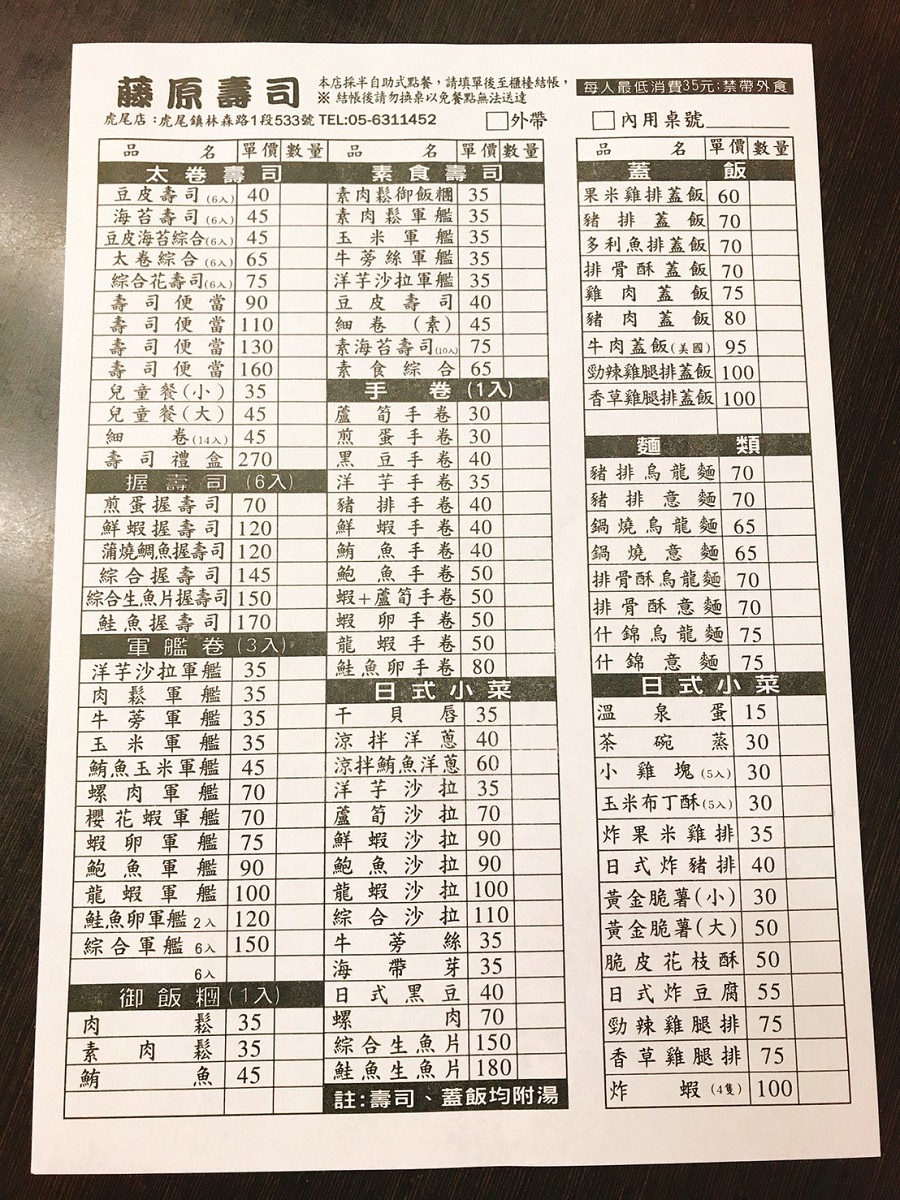 藤原壽司
本店採半自助式點餐，請填單後至櫃檯結帳，
※ 結帳後請勿換桌以免餐點無法送達
虎尾店：虎尾鎮林森路1段533號 TEL:05-6311452
□外帶
每人最低消費35元；禁帶外食
□內用桌號
品名 單價 數量
太卷壽司
豆皮壽司(6入) 40
海苔壽司(6入) 45
豆皮海苔綜合(6入) 45
太卷綜合(6入) 65
綜合花壽司(6入) 75
壽司便當 90
壽司便當 110
壽司便當 130
壽司便當 160
兒童餐(小) 35
兒童餐(大) 45
細卷(14入) 45
壽司禮盒 270
握壽司(6入)
煎蛋握壽司 70
鮮蝦握壽司 120
蒲燒鯛魚握壽司 120
綜合握壽司 145
綜合生魚片握壽司 150
鮭魚握壽司 170
軍艦卷(3入)
洋芋沙拉軍艦 35
肉鬆軍艦 35
牛蒡軍艦 35
玉米軍艦 35
鮪魚玉米軍艦 45
螺肉軍艦 70
櫻花蝦軍艦 70
蝦卵軍艦 75
鮑魚軍艦 90
龍蝦軍艦 100
鮭魚卵軍艦 2入 120
綜合軍艦 6入 150
6入
御飯糰(1入)
肉鬆 35
素肉鬆 35
鮪魚 45
品名 單價 數量
素食壽司
素肉鬆御飯糰 35
素肉鬆軍艦 35
玉米軍艦 35
牛蒡絲軍艦 35
洋芋沙拉軍艦 35
豆皮壽司 40
細卷(素) 45
素海苔壽司(10入) 75
素食綜合 65
手卷(1入)
蘆筍手卷 30
煎蛋手卷 30
黑豆手卷 40
洋芋手卷 35
豬排手卷 40
鮮蝦手卷 40
鮪魚手卷 40
鮑魚手卷 50
蝦+蘆筍手卷 50
蝦卵手卷 50
龍蝦手卷 50
鮭魚卵手卷 80
日式小菜
干貝唇 35
涼拌洋蔥 40
涼拌鮪魚洋蔥 60
洋芋沙拉 35
蘆筍沙拉 70
鮮蝦沙拉 90
鮑魚沙拉 90
龍蝦沙拉 100
綜合沙拉 110
牛蒡絲 35
海帶芽 35
日式黑豆 40
螺肉 70
綜合生魚片 150
鮭魚生魚片 180
註：壽司、蓋飯均附湯
品名 單價 數量
蓋飯
果米雞排蓋飯 60
豬排蓋飯 70
多利魚排蓋飯 70
排骨酥蓋飯 70
雞肉蓋飯 75
豬肉蓋飯 80
牛肉蓋飯(美國) 95
勁辣雞腿排蓋飯 100
香草雞腿排蓋飯 100
麵類
豬排烏龍麵 70
豬排意麵 70
鍋燒烏龍麵 65
鍋燒意麵 65
排骨酥烏龍麵 70
排骨酥意麵 70
什錦烏龍麵 75
什錦意麵 75
日式小菜
溫泉蛋 15
茶碗蒸 30
小雞塊(5入) 30
玉米布丁酥(5入) 30
炸果米雞排 35
日式炸豬排 40
黃金脆薯(小) 30
黃金脆薯(大) 50
脆皮花枝酥 50
日式炸豆腐 55
勁辣雞腿排 75
香草雞腿排 75
炸蝦(4隻) 100